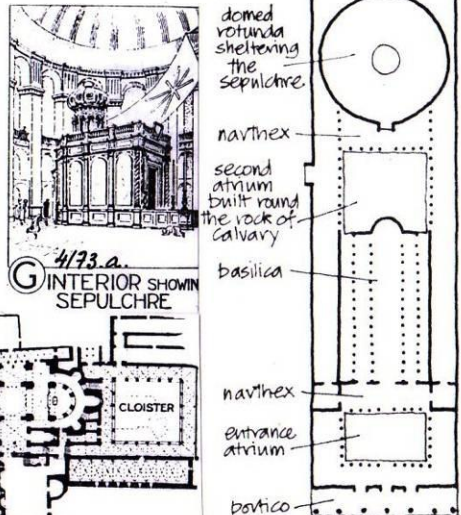 4/73.a.
G INTERIOR SHOWIN
SEPULCHRE
CLOISTER
domed
rotunda
sheltering
the
sepulchre
narthex
second
atrium
built round
the rock of
Calvary
basilica
narthex
entrance
atrium
portico